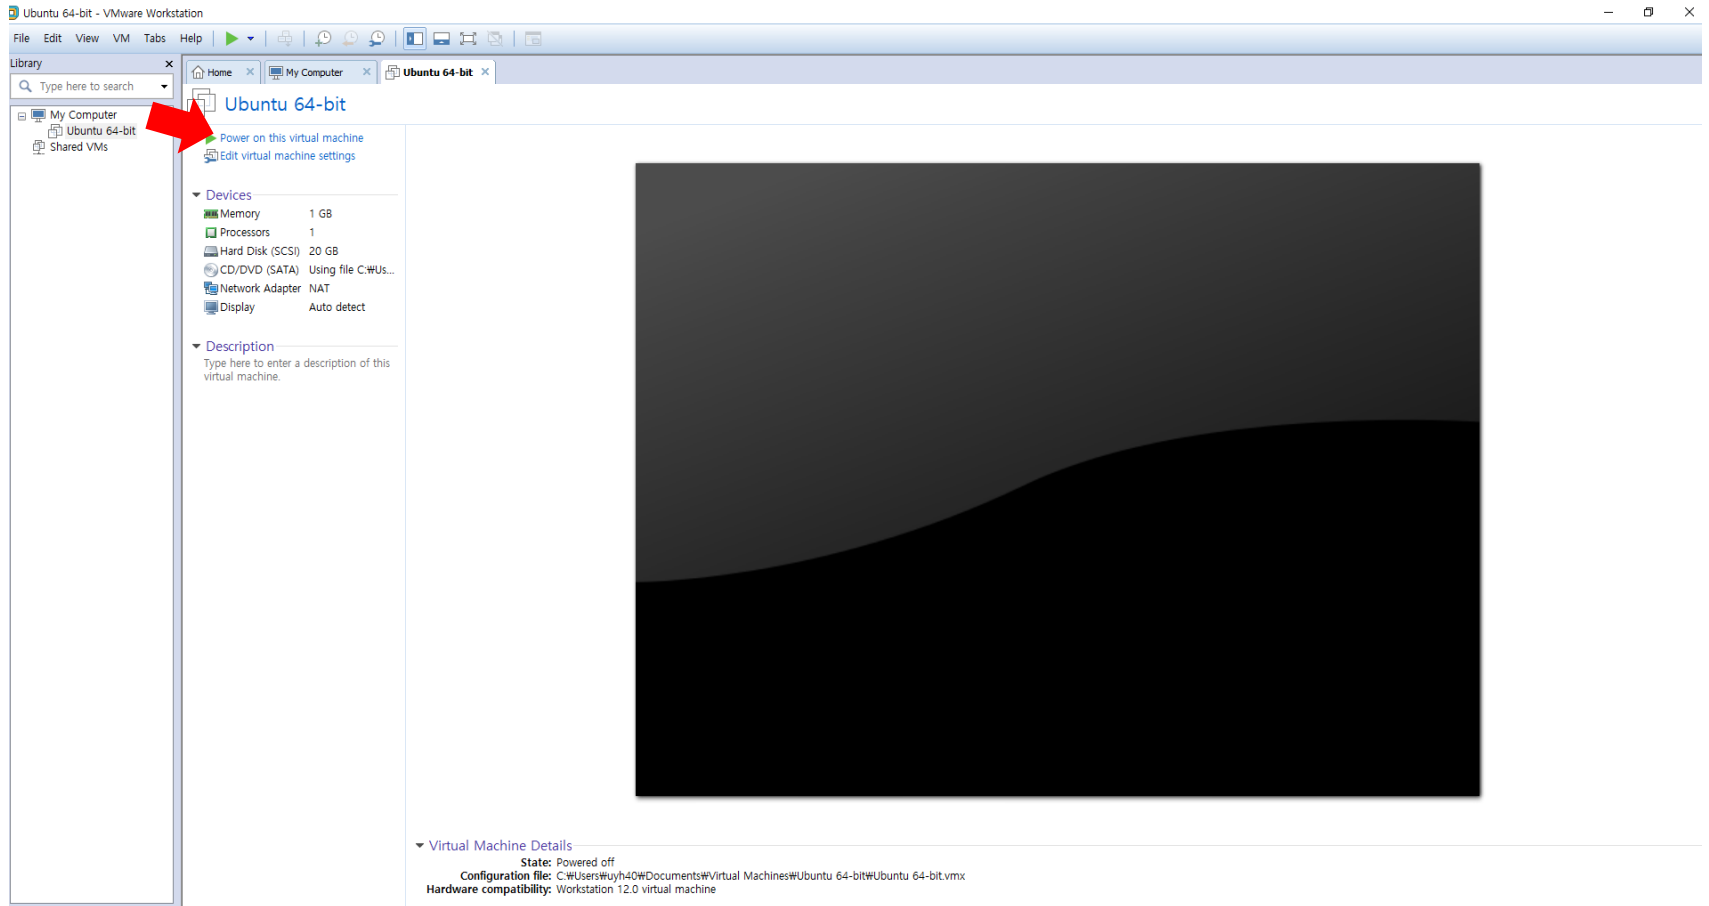 Ubuntu 64-bit - VMware Workstation
File Edit View VM Tabs Help
Library
Type here to search
My Computer
Ubuntu 64-bit
Shared VMs
Home My Computer Ubuntu 64-bit
Ubuntu 64-bit
Power on this virtual machine
Edit virtual machine settings
Devices
Memory 1 GB
Processors 1
Hard Disk (SCSI) 20 GB
CD/DVD (SATA) Using file C:₩Us...
Network Adapter NAT
Display Auto detect
Description
Type here to enter a description of this
virtual machine.
Virtual Machine Details
State: Powered off
Configuration file: C:₩Users₩uyh40₩Documents₩Virtual Machines₩Ubuntu 64-bit₩Ubuntu 64-bit.vmx
Hardware compatibility: Workstation 12.0 virtual machine